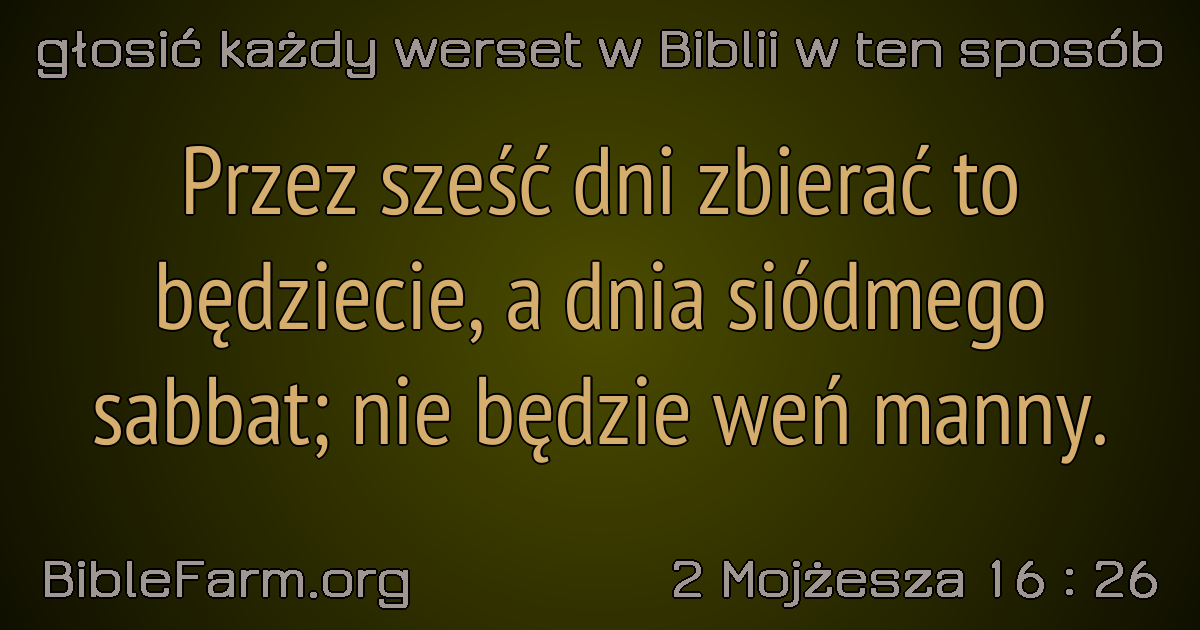 głosić każdy werset w Biblii w ten sposób
Przez sześć dni zbierać to
będziecie, a dnia siódmego
sabbat; nie będzie weń manny.
BibleFarm.org
2 Mojżesza 16 : 26